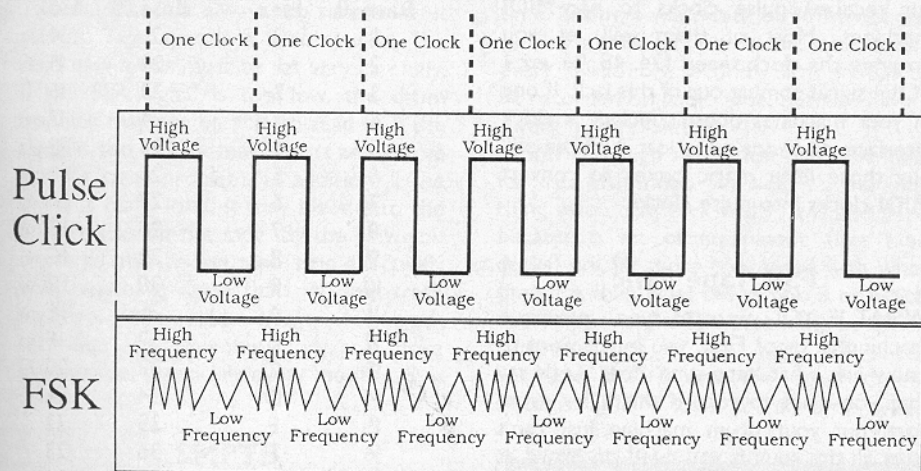 One Clock One Clock One Clock One Clock One Clock One Clock One Clock
High Voltage High Voltage High Voltage High Voltage High Voltage High Voltage High Voltage
Pulse
Click
Low Voltage Low Voltage Low Voltage Low Voltage Low Voltage Low Voltage Low Voltage
High Frequency High Frequency High Frequency High Frequency High Frequency High Frequency High Frequency
FSK
Low Frequency Low Frequency Low Frequency Low Frequency Low Frequency Low Frequency Low Frequency